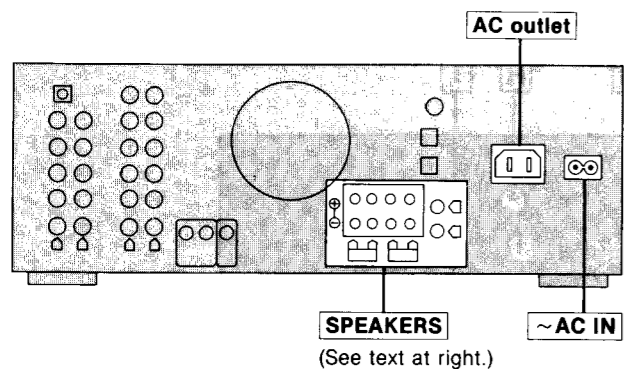 AC outlet
⊕
⊖
SPEAKERS
~AC IN
(See text at right.)